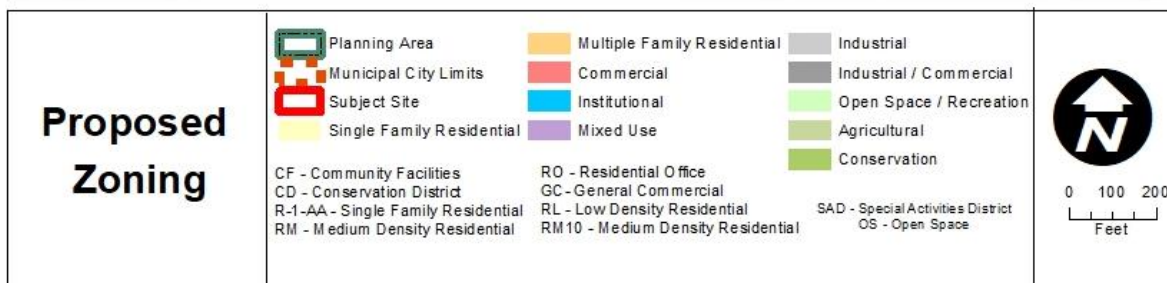 Proposed
Zoning
Planning Area
Municipal City Limits
Subject Site
Single Family Residential
Multiple Family Residential
Commercial
Institutional
Mixed Use
Industrial
Industrial / Commercial
Open Space / Recreation
Agricultural
Conservation
CF - Community Facilities
CD - Conservation District
R-1-AA - Single Family Residential
RM - Medium Density Residential
RO - Residential Office
GC - General Commercial
RL - Low Density Residential
RM10 - Medium Density Residential
SAD - Special Activities District
OS - Open Space
N
0 100 200
Feet